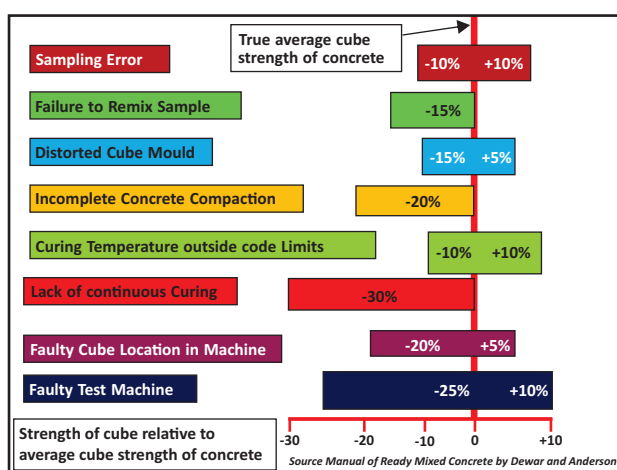 True average cube
strength of concrete
Sampling Error
-10% +10%
Failure to Remix Sample
-15%
Distorted Cube Mould
-15% +5%
Incomplete Concrete Compaction
-20%
Curing Temperature outside code Limits
-10% +10%
Lack of continuous Curing
-30%
Faulty Cube Location in Machine
-20% +5%
Faulty Test Machine
-25% +10%
Strength of cube relative to
average cube strength of concrete
-30 -20 -10 0 +10
Source Manual of Ready Mixed Concrete by Dewar and Anderson